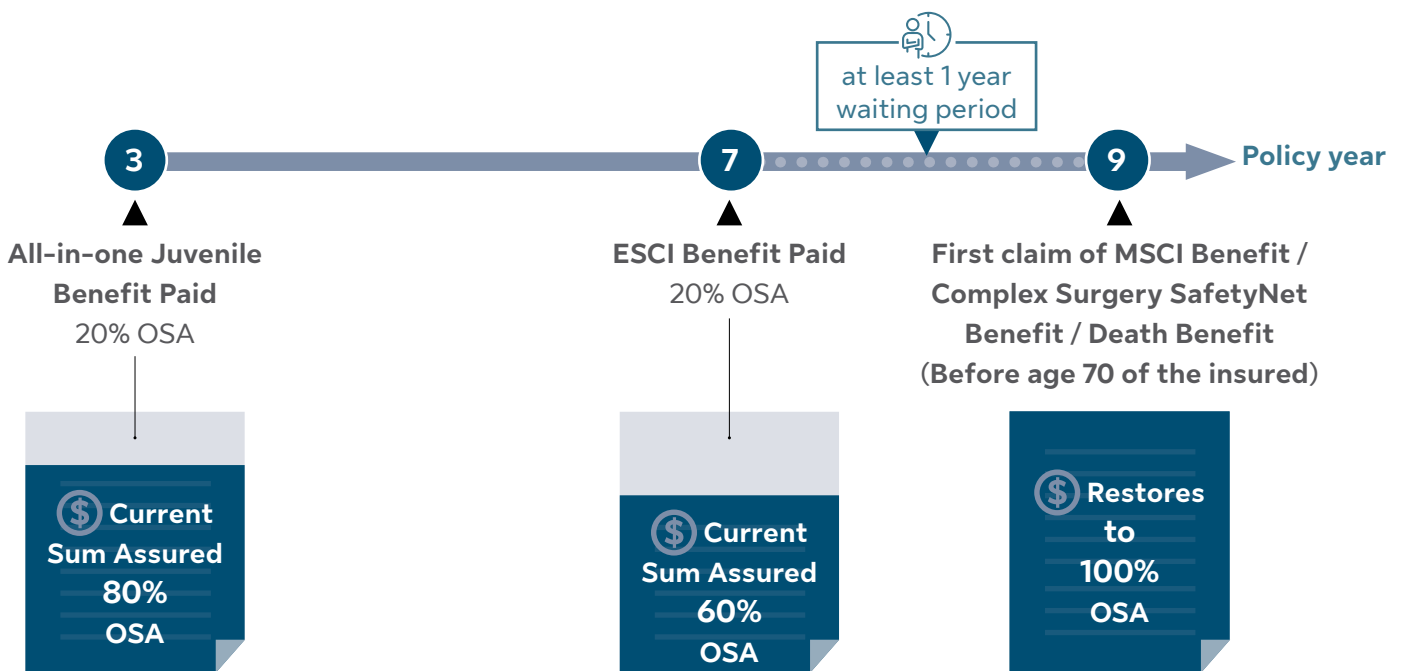 at least 1 year
waiting period
3
7
9
Policy year
All-in-one Juvenile
Benefit Paid
20% OSA
ESCI Benefit Paid
20% OSA
First claim of MSCI Benefit /
Complex Surgery SafetyNet
Benefit / Death Benefit
(Before age 70 of the insured)
$ Current
Sum Assured
80%
OSA
$ Current
Sum Assured
60%
OSA
$ Restores
to
100%
OSA